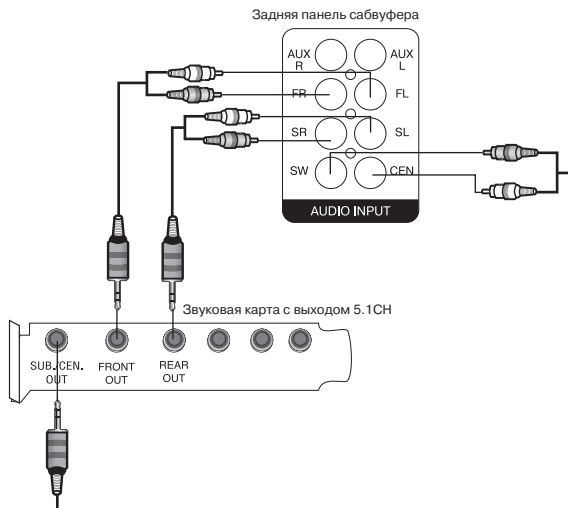 Задняя панель сабвуфера
AUX R
AUX L
FR
FL
SR
SL
SW
CEN
AUDIO INPUT
Звуковая карта с выходом 5.1CH
SUB./CEN. OUT
FRONT OUT
REAR OUT